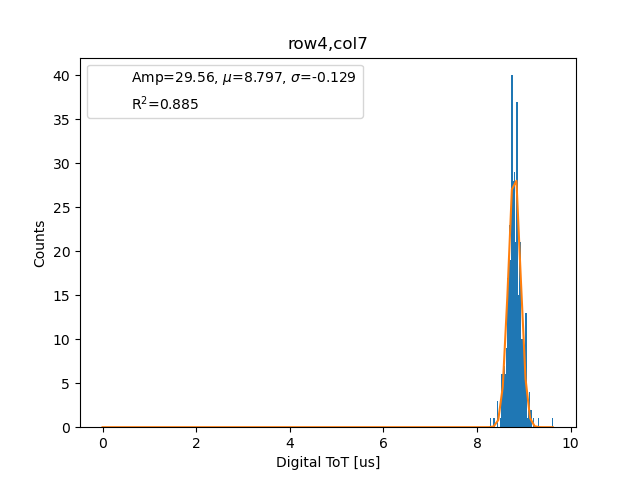 row4,col7
Amp=29.56, μ=8.797, σ=-0.129
R²=0.885
40
35
30
25
20
15
10
5
0
Counts
0 2 4 6 8 10
Digital ToT [us]